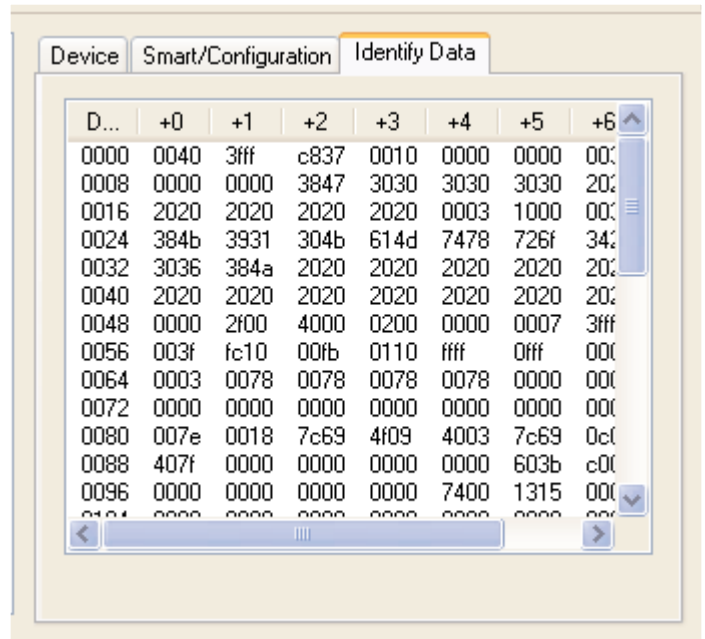 Device Smart/Configuration Identify Data
D... +0 +1 +2 +3 +4 +5 +6
0000 0040 3fff c837 0010 0000 0000
0008 0000 0000 3847 3030 3030 3030
0016 2020 2020 2020 2020 0003 1000
0024 384b 3931 304b 614d 7478 726f
0032 3036 384a 2020 2020 2020 2020
0040 2020 2020 2020 2020 2020 2020
0048 0000 2f00 4000 0200 0000 0007 3fff
0056 003f fc10 00fb 0110 ffff 0fff
0064 0003 0078 0078 0078 0078 0000
0072 0000 0000 0000 0000 0000 0000
0080 007e 0018 7c69 4f09 4003 7c69
0088 407f 0000 0000 0000 0000 603b
0096 0000 0000 0000 0000 7400 1315